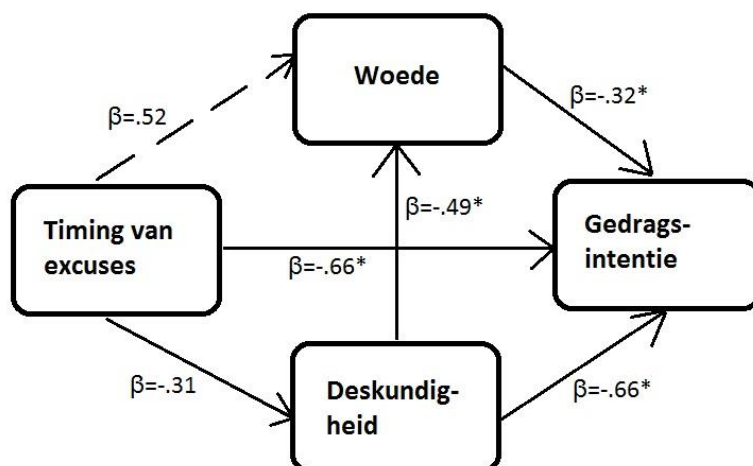 Woede
β=-.32*
β=.52
Timing van
excuses
β=-.49*
β=-.66*
Gedrags-
intentie
β=-.31
Deskundig-
heid
β=-.66*